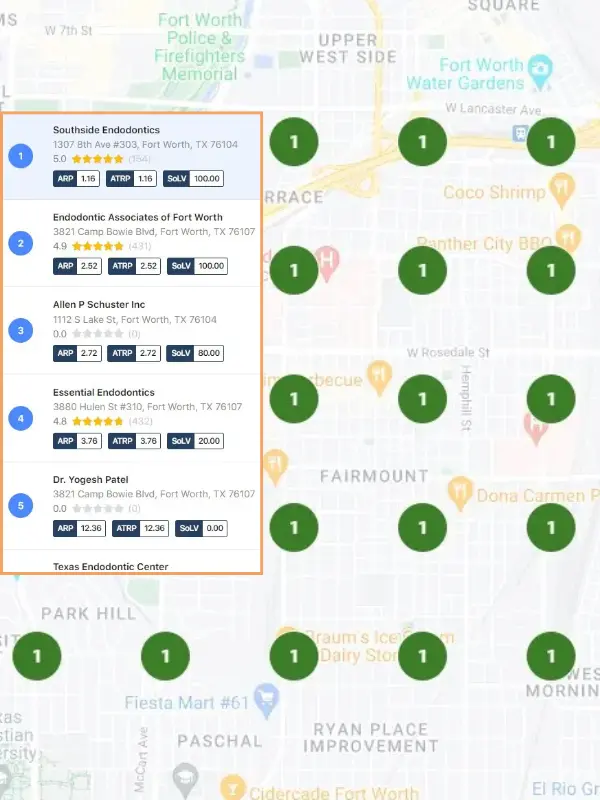 SQUARE
MS
W 7th St
Fort Worth
Police &
Firefighters
Memorial
UPPER
WEST SIDE
Fort Worth
Water Gardens
W Lancaster Ave
1
Southside Endodontics
1307 8th Ave #303, Fort Worth, TX 76104
5.0 (154)
ARP 1.16 ATRP 1.16 SoLV 100.00
2
Endodontic Associates of Fort Worth
3821 Camp Bowie Blvd, Fort Worth, TX 76107
4.9 (431)
ARP 2.52 ATRP 2.52 SoLV 100.00
3
Allen P Schuster Inc
1112 S Lake St, Fort Worth, TX 76104
0.0 (0)
ARP 2.72 ATRP 2.72 SoLV 80.00
4
Essential Endodontics
3880 Hulen St #310, Fort Worth, TX 76107
4.8 (432)
ARP 3.76 ATRP 3.76 SoLV 20.00
5
Dr. Yogesh Patel
3821 Camp Bowie Blvd, Fort Worth, TX 76107
0.0 (0)
ARP 12.36 ATRP 12.36 SoLV 0.00
Texas Endodontic Center
1 1 1
RRACE
Coco Shrimp
Panther City BBQ
H
1 1 1
W Rosedale St
Hemphill St
rbecue
1 1 1
H
FAIRMOUNT
Dona Carmen P
1 1 1
PARK HILL
Braum's Ice
Dairy Stor
1 1 1 1 1
WES
MORNIN
Fiesta Mart #61
McCart Ave
PASCHAL
RYAN PLACE
IMPROVEMENT
xas
stian
ersity
Cidercade Fort Worth
El Rio Gr